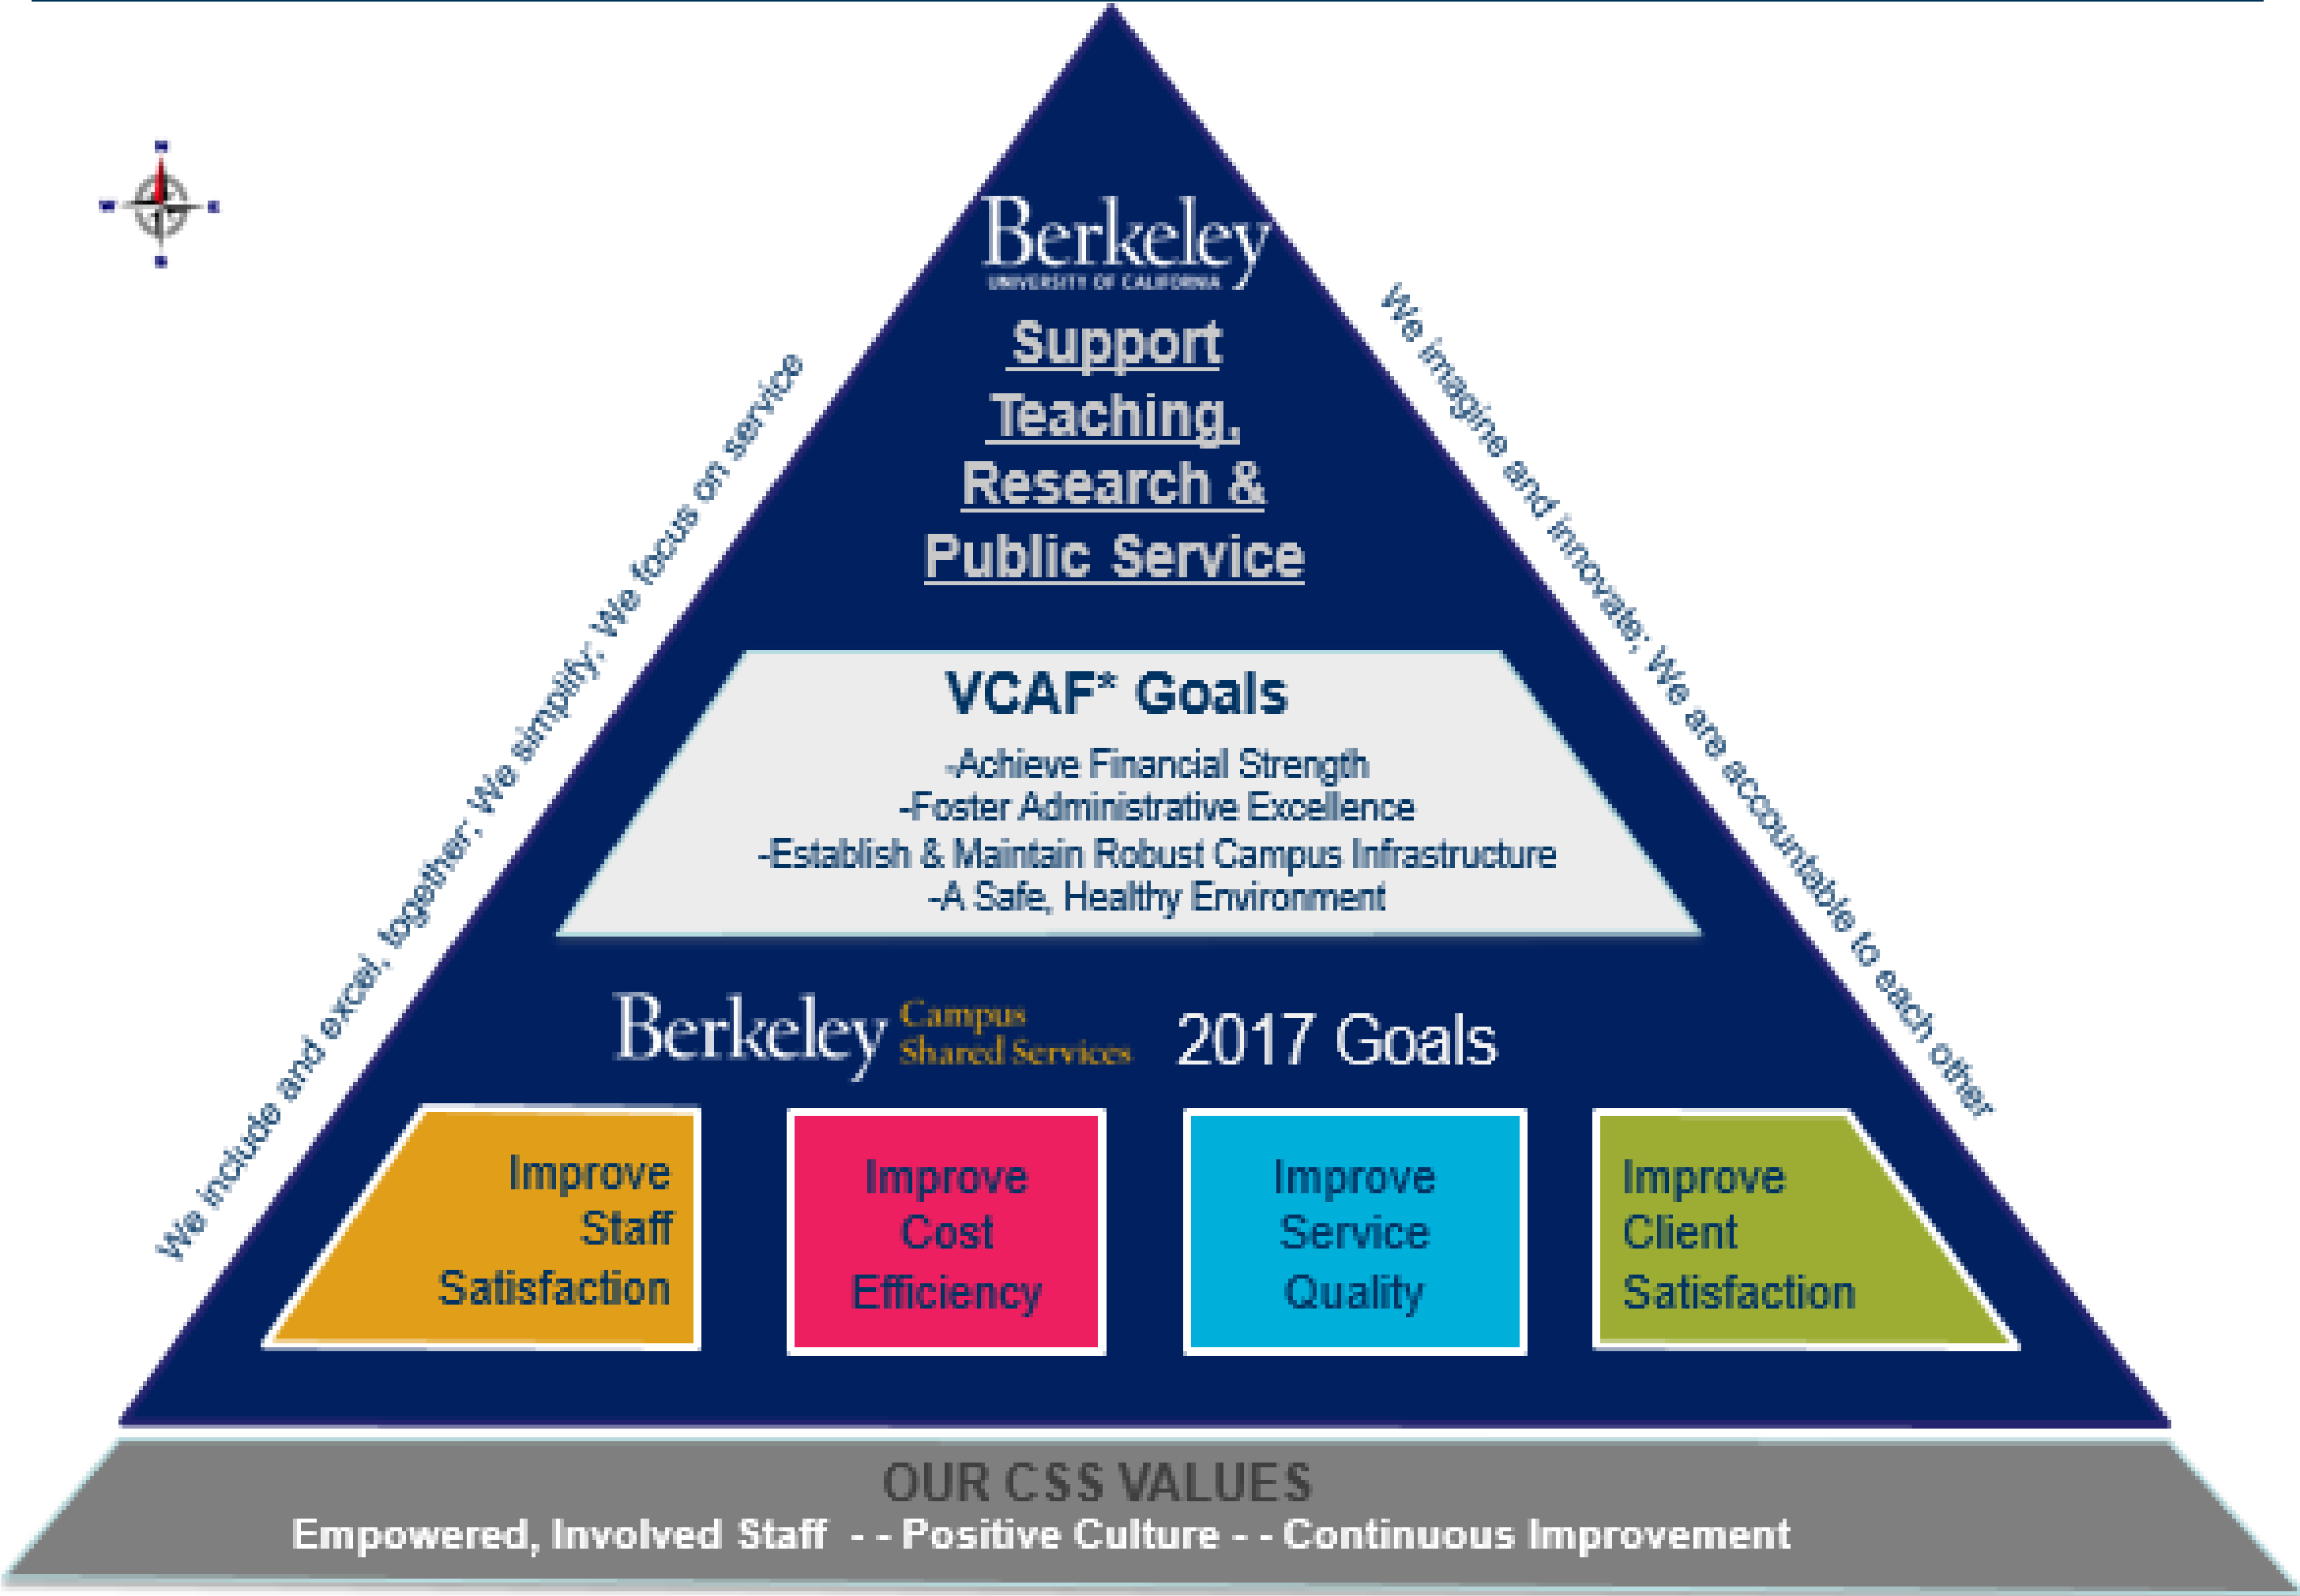 Berkeley
UNIVERSITY OF CALIFORNIA
Support
Teaching,
Research &
Public Service
We include and excel, together; We simplify; We focus on service
We imagine and innovate; We are accountable to each other
VCAF* Goals
-Achieve Financial Strength
-Foster Administrative Excellence
-Establish & Maintain Robust Campus Infrastructure
-A Safe, Healthy Environment
Berkeley Campus Shared Services 2017 Goals
Improve
Staff
Satisfaction
Improve
Cost
Efficiency
Improve
Service
Quality
Improve
Client
Satisfaction
OUR CSS VALUES
Empowered, Involved Staff - - Positive Culture - - Continuous Improvement